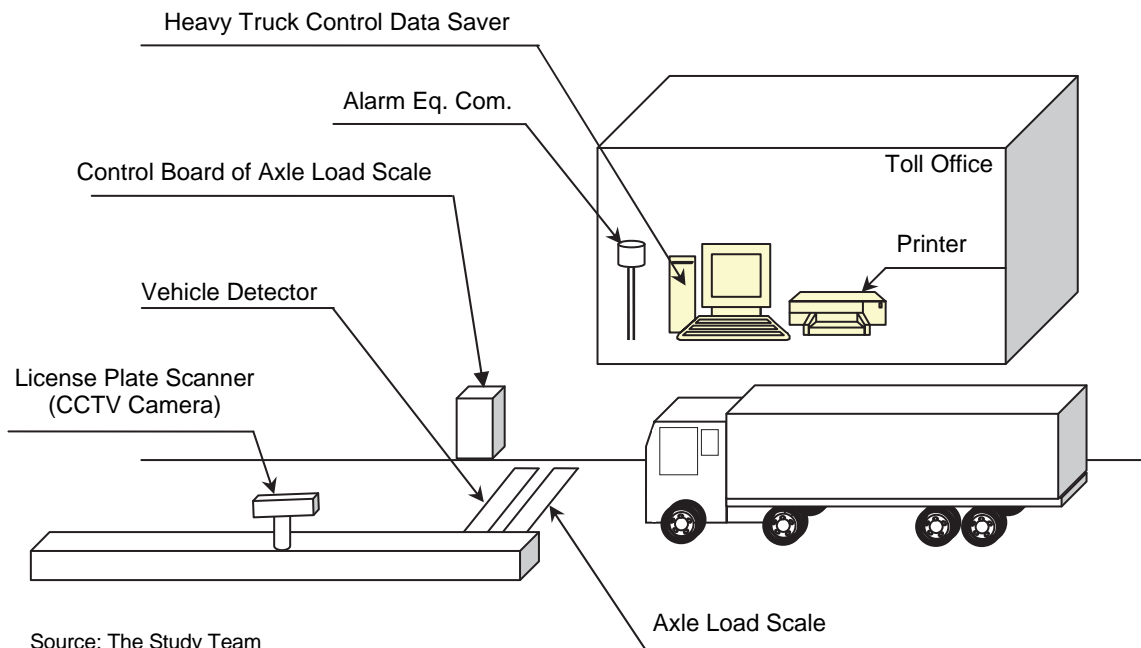 Heavy Truck Control Data Saver
Alarm Eq. Com.
Control Board of Axle Load Scale
Toll Office
Printer
Vehicle Detector
License Plate Scanner
(CCTV Camera)
Axle Load Scale
Source: The Study Team